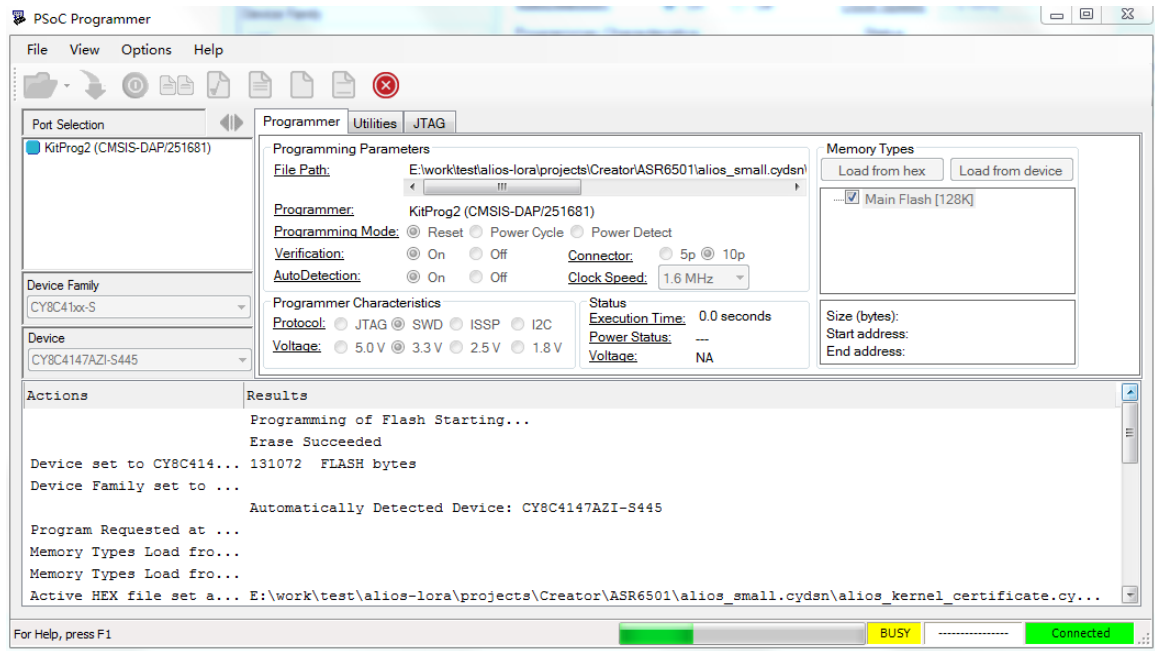 PSoC Programmer
File View Options Help
Port Selection
KitProg2 (CMSIS-DAP/251681)
Device Family
CY8C41xx-S
Device
CY8C4147AZI-S445
Programmer Utilities JTAG
Programming Parameters
File Path: E:\work\test\alios-lora\projects\Creator\ASR6501\alios_small.cydsn\
Programmer: KitProg2 (CMSIS-DAP/251681)
Programming Mode: Reset Power Cycle Power Detect
Verification: On Off Connector: 5p 10p
AutoDetection: On Off Clock Speed: 1.6 MHz
Programmer Characteristics
Protocol: JTAG SWD ISSP I2C
Voltage: 5.0 V 3.3 V 2.5 V 1.8 V
Status
Execution Time: 0.0 seconds
Power Status: ---
Voltage: NA
Memory Types
Load from hex Load from device
Main Flash [128K]
Size (bytes):
Start address:
End address:
Actions Results
Programming of Flash Starting...
Erase Succeeded
Device set to CY8C414... 131072 FLASH bytes
Device Family set to ...
Automatically Detected Device: CY8C4147AZI-S445
Program Requested at ...
Memory Types Load fro...
Memory Types Load fro...
Active HEX file set a... E:\work\test\alios-lora\projects\Creator\ASR6501\alios_small.cydsn\alios_kernel_certificate.cy...
For Help, press F1 BUSY ---------------- Connected